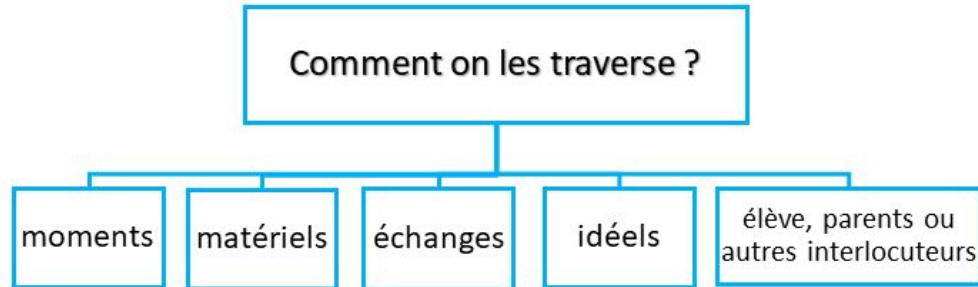 Comment on les traverse ?
moments
matériels
échanges
idéels
élève, parents ou
autres interlocuteurs